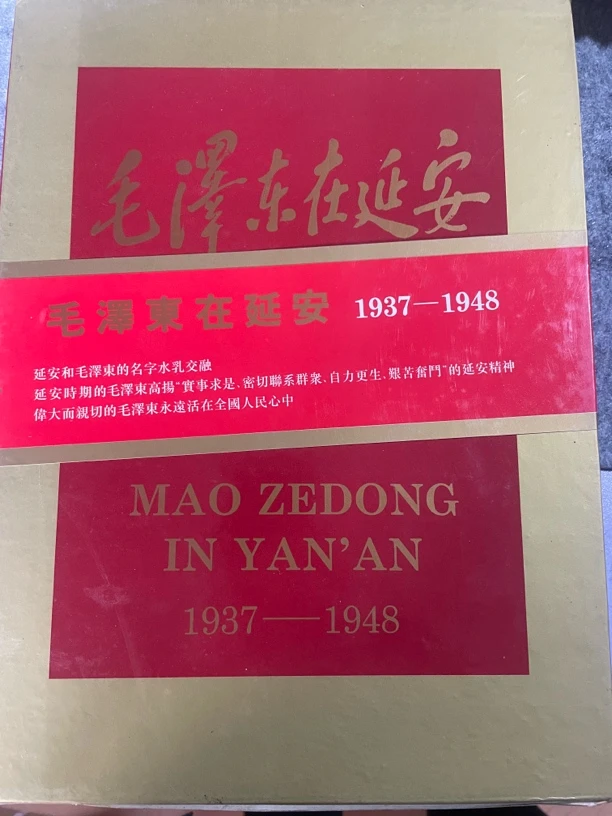 毛澤东在延安
毛澤東在延安 1937—1948
延安和毛澤東的名字水乳交融
延安時期的毛澤東高揚“實事求是、密切聯系群衆、自力更生、艱苦奮鬥”的延安精神
偉大而親切的毛澤東永遠活在全國人民心中
MAO ZEDONG
IN YAN’AN
1937——1948